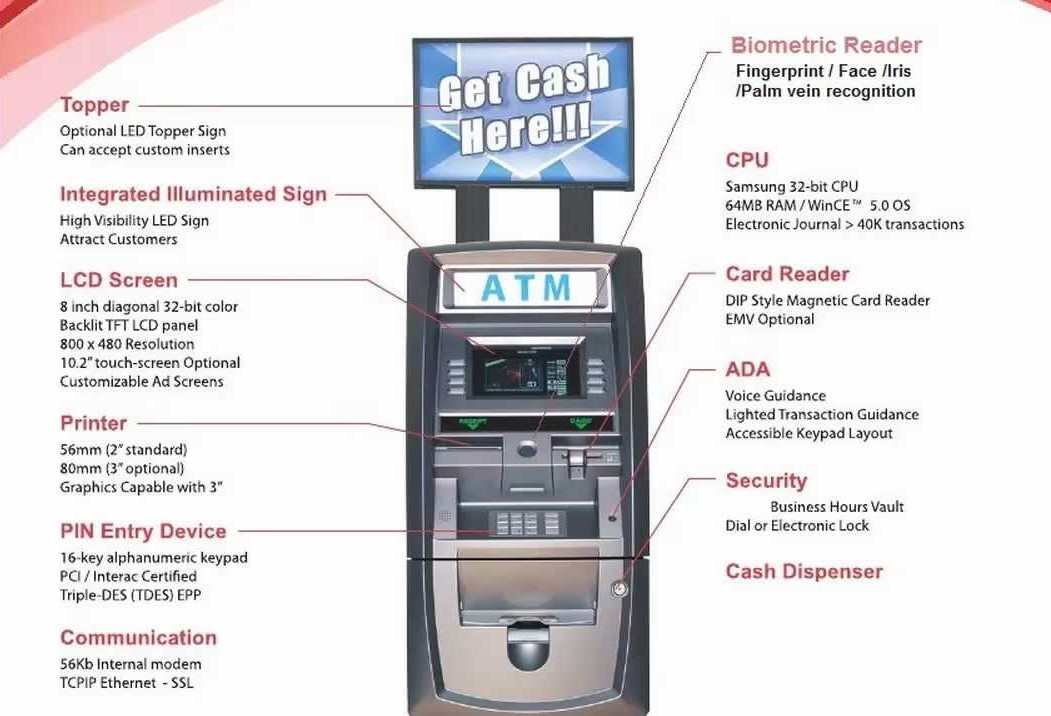 Get Cash
Here!!!
Topper
Optional LED Topper Sign
Can accept custom inserts
Integrated Illuminated Sign
High Visibility LED Sign
Attract Customers
LCD Screen
8 inch diagonal 32-bit color
Backlit TFT LCD panel
800 x 480 Resolution
10.2" touch-screen Optional
Customizable Ad Screens
Printer
56mm (2" standard)
80mm (3" optional)
Graphics Capable with 3"
PIN Entry Device
16-key alphanumeric keypad
PCI / Interac Certified
Triple-DES (TDES) EPP
Communication
56Kb Internal modem
TCPIP Ethernet - SSL
ATM
RECEIPT
CARD
Biometric Reader
Fingerprint / Face /Iris
/Palm vein recognition
CPU
Samsung 32-bit CPU
64MB RAM / WinCE™ 5.0 OS
Electronic Journal > 40K transactions
Card Reader
DIP Style Magnetic Card Reader
EMV Optional
ADA
Voice Guidance
Lighted Transaction Guidance
Accessible Keypad Layout
Security
Business Hours Vault
Dial or Electronic Lock
Cash Dispenser